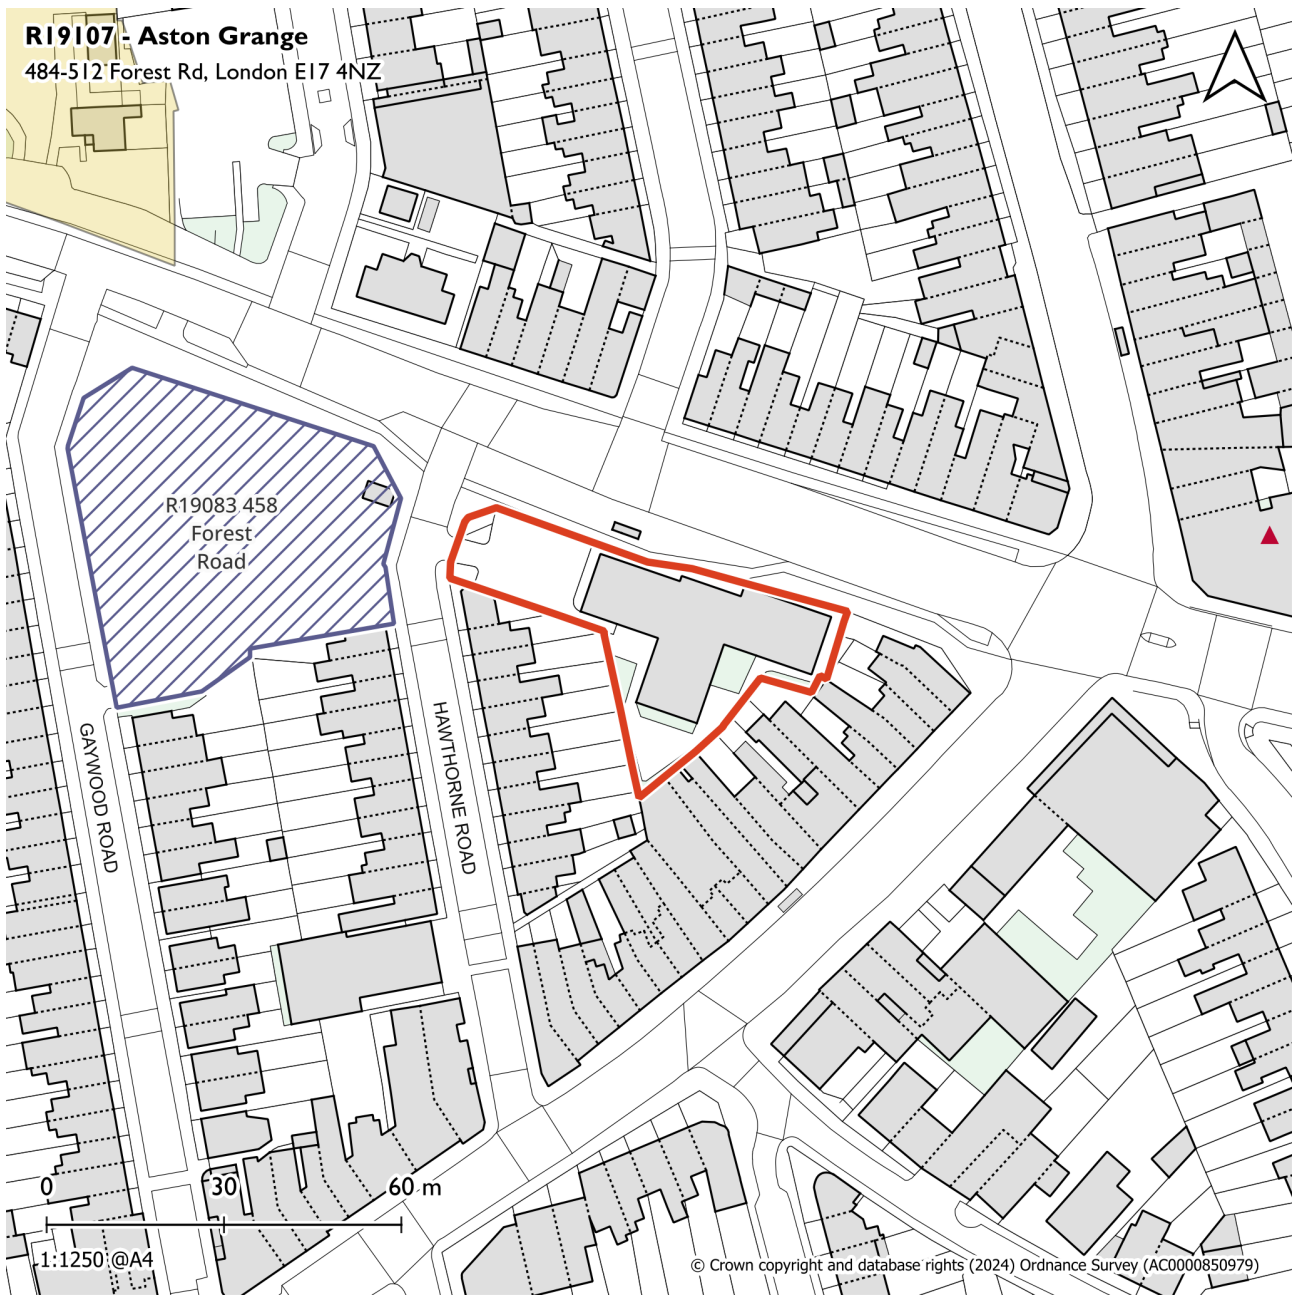 R19107 - Aston Grange
484-512 Forest Rd, London E17 4NZ
R19083 458
Forest
Road
GAYWOOD ROAD
HAWTHORNE ROAD
0 30 60 m
1:1250 @A4
© Crown copyright and database rights (2024) Ordnance Survey (AC0000850979)